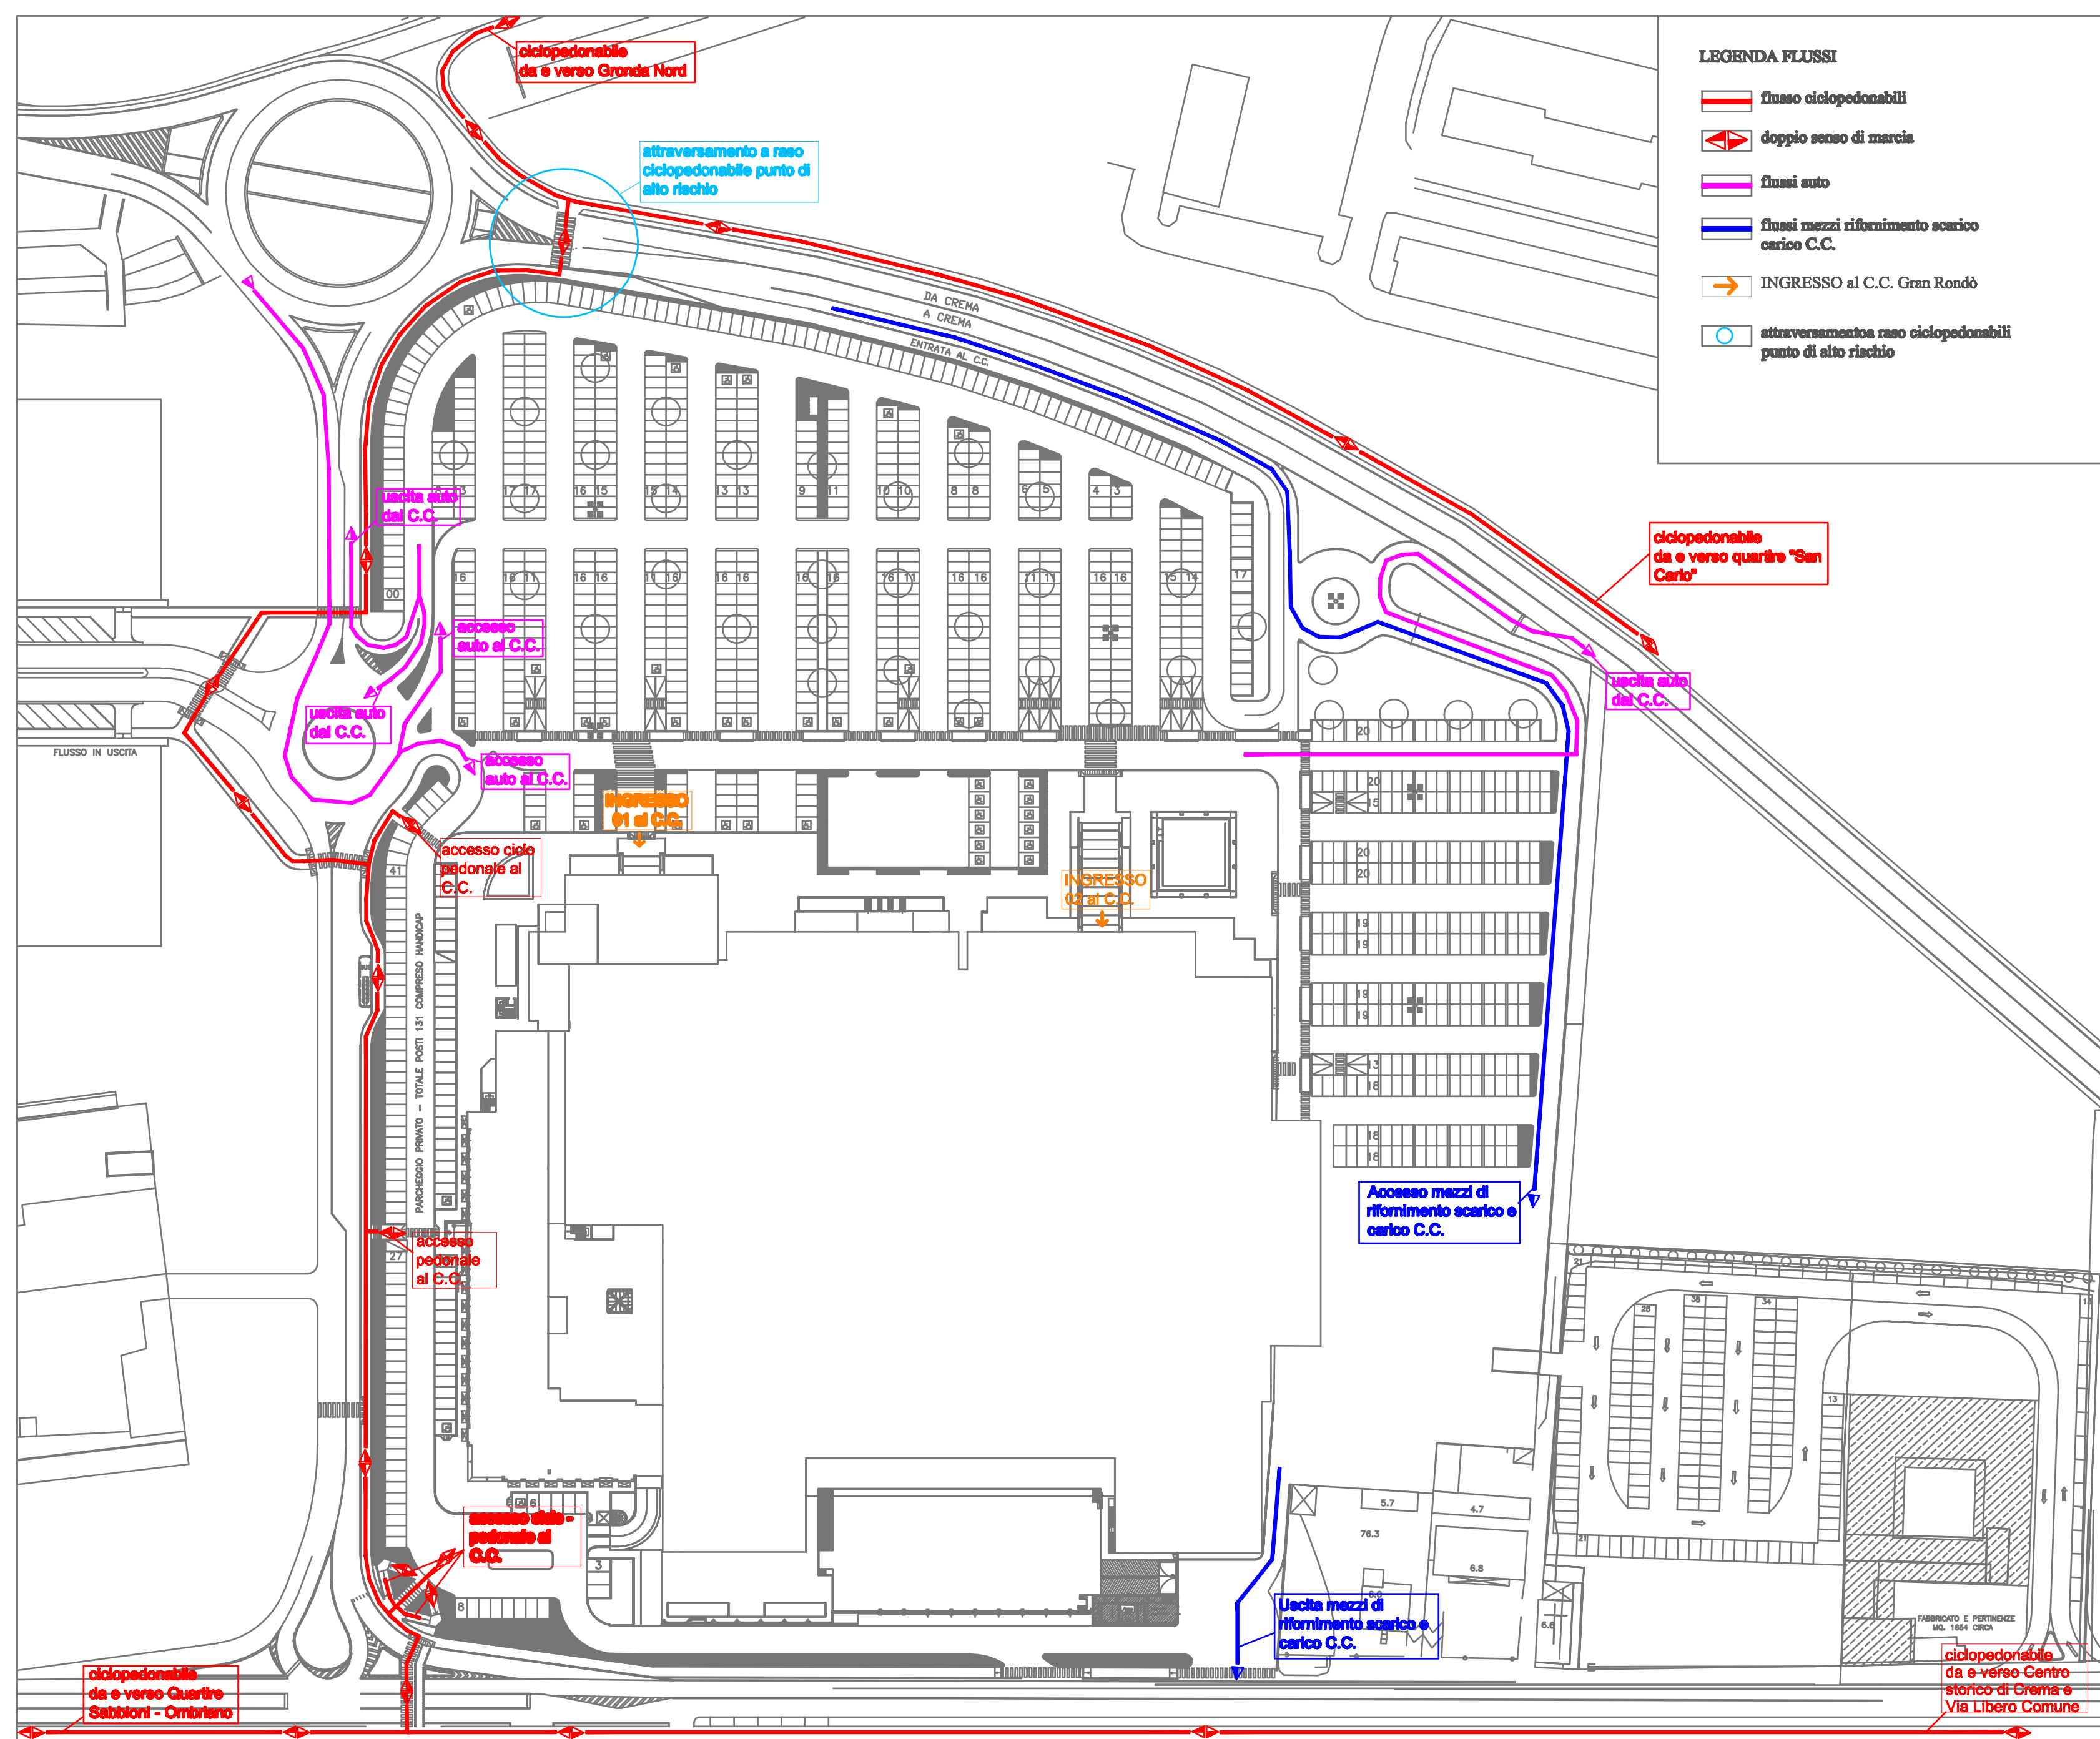 LEGENDA FLUSSI
flusso ciclopedonabili
doppio senso di marcia
flussi auto
flussi mezzi rifornimento scarico
carico C.C.
INGRESSO al C.C. Gran Rondò
attraversamentoa raso ciclopedonabili
punto di alto rischio
ciclopedonabile
da e verso Gronda Nord
attraversamento a raso
ciclopedonabile punto di
alto rischio
DA CREMA
A CREMA
ENTRATA AL C.C.
uscita auto
dal C.C.
ciclopedonabile
da e verso quartire "San
Carlo"
accesso
auto al C.C.
uscita auto
dal C.C.
uscita auto
dal C.C.
FLUSSO IN USCITA
accesso
auto al C.C.
INGRESSO
01 al C.C.
accesso ciclo
pedonale al
C.C.
INGRESSO
02 al C.C.
PARCHEGGIO PRIVATO - TOTALE POSTI 131 COMPRESO HANDICAP
Accesso mezzi di
rifornimento scarico e
carico C.C.
accesso
pedonale
al C.C.
accesso ciclo -
pedonale al
C.C.
Uscita mezzi di
rifornimento scarico e
carico C.C.
FABBRICATO E PERTINENZE
MQ. 1654 CIRCA
ciclopedonabile
da e verso Quartire
Sabbioni - Ombriano
ciclopedonabile
da e verso Centro
storico di Crema e
Via Libero Comune